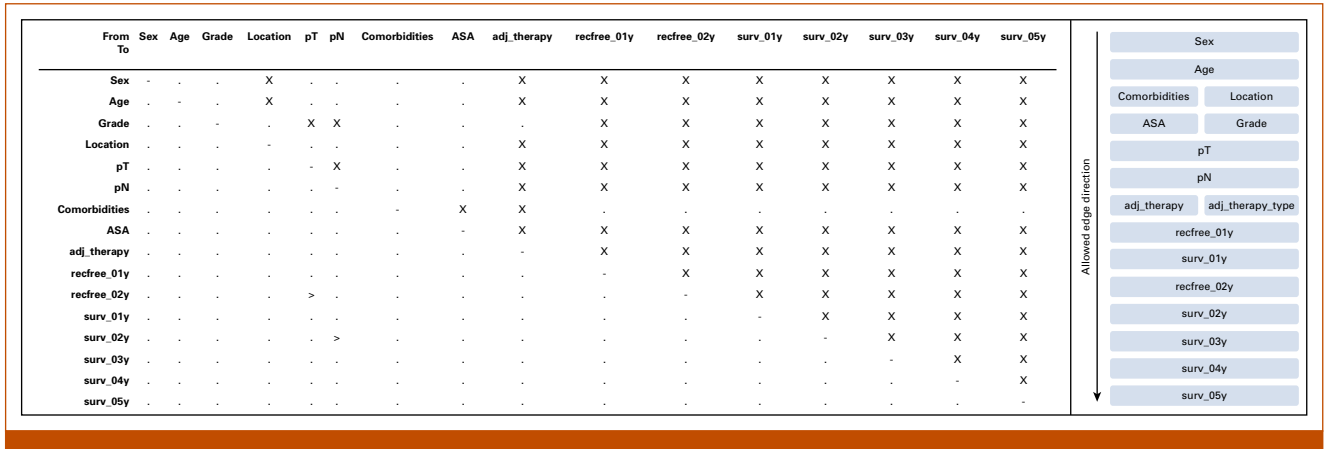 From Sex Age Grade Location pT pN Comorbidities ASA adj_therapy recfree_01y recfree_02y surv_01y surv_02y surv_03y surv_04y surv_05y
To
Sex - . . X . . . . X X X X X X X X
Age . - . X . . . . X X X X X X X X
Grade . . - . X X . . . X X X X X X X
Location . . . - . . . . X X X X X X X X
pT . . . . - X . . X X X X X X X X
pN . . . . . - . . X X X X X X X X
Comorbidities . . . . . . - X X . . . . . . .
ASA . . . . . . . - X X X X X X X X
adj_therapy . . . . . . . . - X X X X X X X
recfree_01y . . . . . . . . . - X X X X X X
recfree_02y . . . . > . . . . . - X X X X X
surv_01y . . . . . . . . . . . - X X X X
surv_02y . . . . . > . . . . . . - X X X
surv_03y . . . . . . . . . . . . . - X X
surv_04y . . . . . . . . . . . . . . - X
surv_05y . . . . . . . . . . . . . . . -
Allowed edge direction
Sex
Age
Comorbidities Location
ASA Grade
pT
pN
adj_therapy adj_therapy_type
recfree_01y
surv_01y
recfree_02y
surv_02y
surv_03y
surv_04y
surv_05y